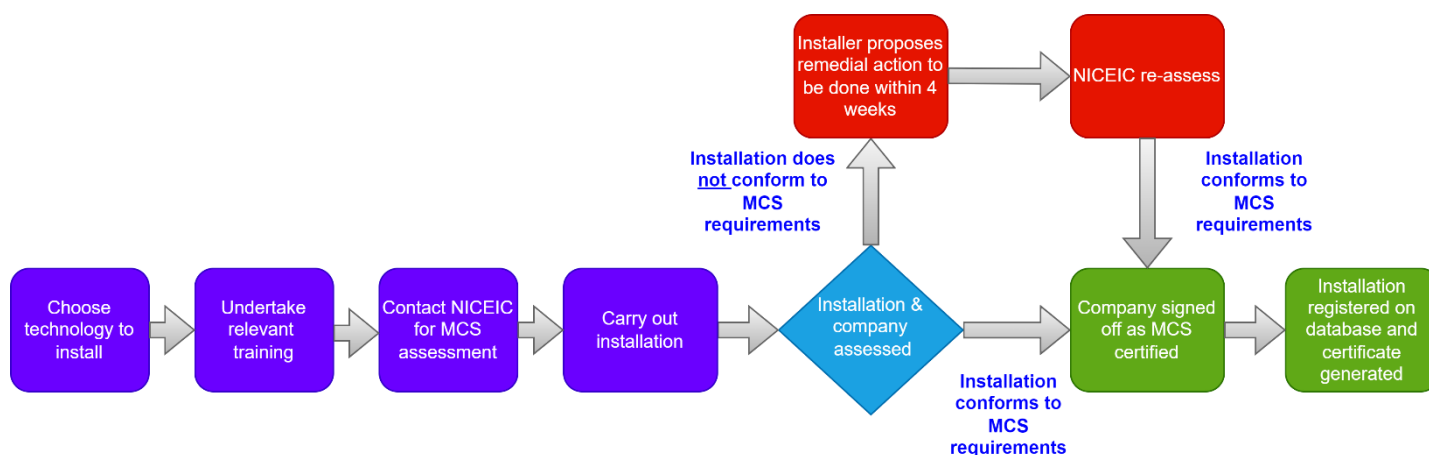 Installer proposes
remedial action to
be done within 4
weeks
NICEIC re-assess
Installation does
not conform to
MCS
requirements
Installation
conforms to
MCS
requirements
Choose
technology to
install
Undertake
relevant
training
Contact NICEIC
for MCS
assessment
Carry out
installation
Installation &
company
assessed
Installation
conforms to
MCS
requirements
Company signed
off as MCS
certified
Installation
registered on
database and
certificate
generated